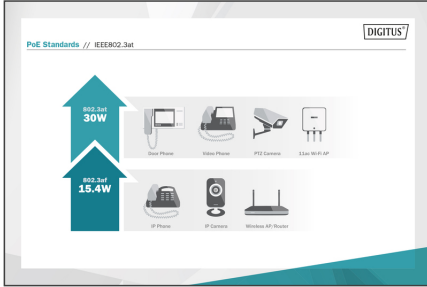 DIGITUS®
PoE Standards // IEEE802.3at
802.3at
30W
Door Phone Video Phone PTZ Camera 11ac Wi-Fi AP
802.3af
15.4W
IP Phone IP Camera Wireless AP/Router